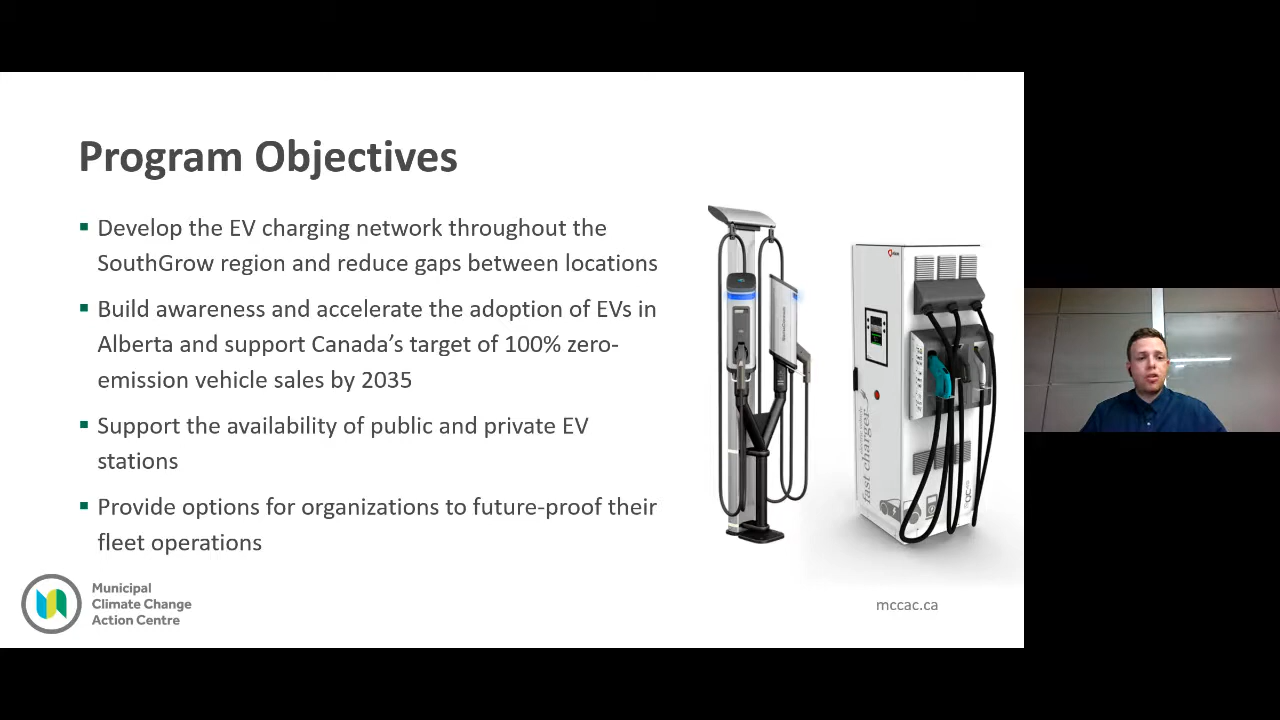 Program Objectives
▪ Develop the EV charging network throughout the
SouthGrow region and reduce gaps between locations
▪ Build awareness and accelerate the adoption of EVs in
Alberta and support Canada’s target of 100% zero-
emission vehicle sales by 2035
▪ Support the availability of public and private EV
stations
▪ Provide options for organizations to future-proof their
fleet operations
fast charger
Municipal
Climate Change
Action Centre
mccac.ca